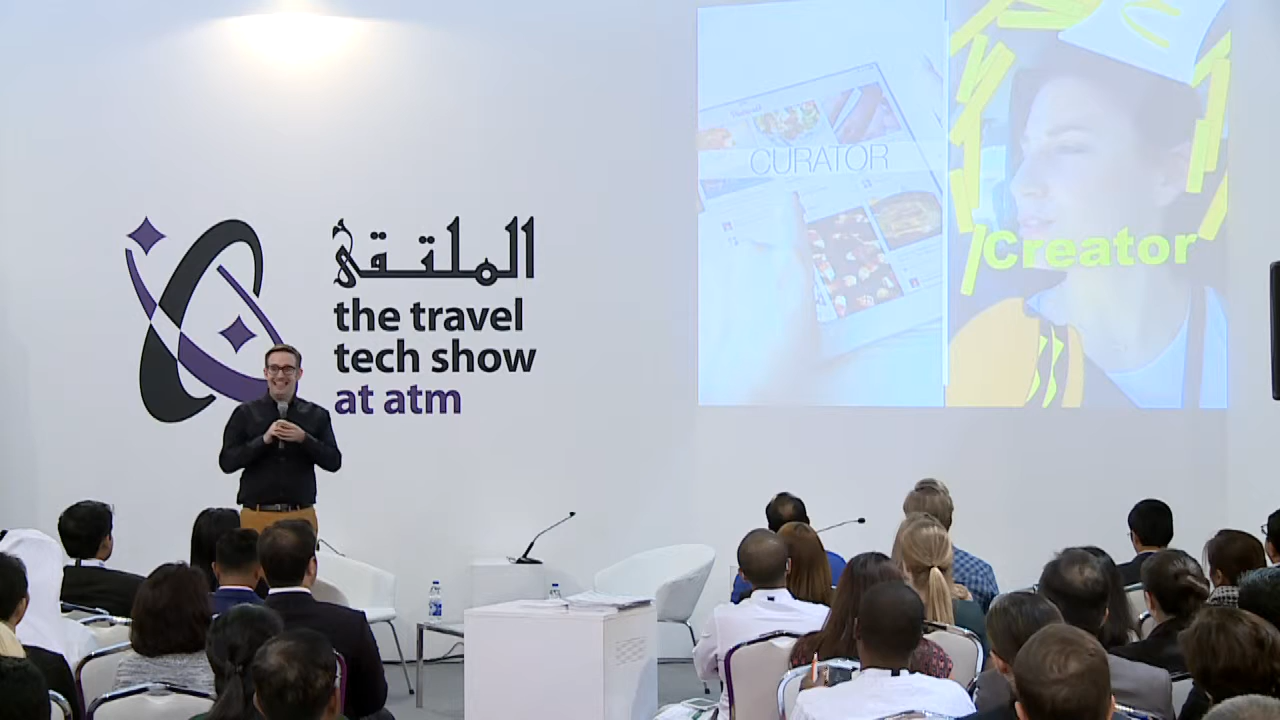 الملتقى
the travel
tech show
at atm
CURATOR
Creator